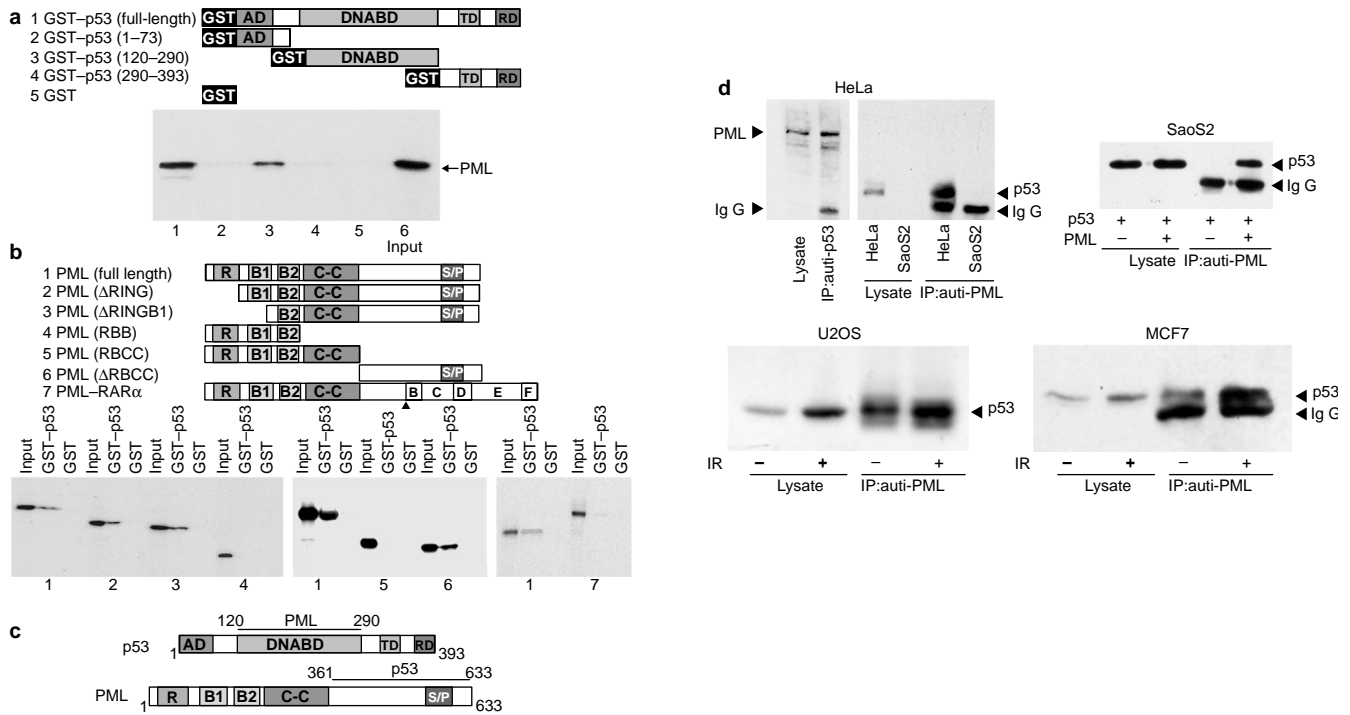 a
1 GST–p53 (full-length) GST AD DNABD TD RD
2 GST–p53 (1–73) GST AD
3 GST–p53 (120–290) GST DNABD
4 GST–p53 (290–393) GST TD RD
5 GST GST
PML
1 2 3 4 5 6
Input
b
1 PML (full length) R B1 B2 C-C S/P
2 PML (ΔRING) B1 B2 C-C S/P
3 PML (ΔRINGB1) B2 C-C S/P
4 PML (RBB) R B1 B2
5 PML (RBCC) R B1 B2 C-C
6 PML (ΔRBCC) S/P
7 PML–RARα R B1 B2 C-C B C D E F
Input GST–p53 GST Input GST–p53 GST Input GST–p53 GST Input GST–p53 GST
Input GST–p53 GST Input GST-p53 GST Input GST–p53 GST
Input GST–p53 GST Input GST–p53 GST
1 2 3 4 1 5 6 1 7
c
120 PML 290
p53 1 AD DNABD TD RD 393
361 p53 633
PML 1 R B1 B2 C-C S/P 633
d
HeLa
PML
Ig G
p53
Ig G
Lysate IP:auti-p53
HeLa SaoS2 HeLa SaoS2
Lysate IP:auti-PML
SaoS2
p53
Ig G
p53 + + + +
PML – + – +
Lysate IP:auti-PML
U2OS
p53
IR – + – +
Lysate IP:auti-PML
MCF7
p53
Ig G
IR – + – +
Lysate IP:auti-PML